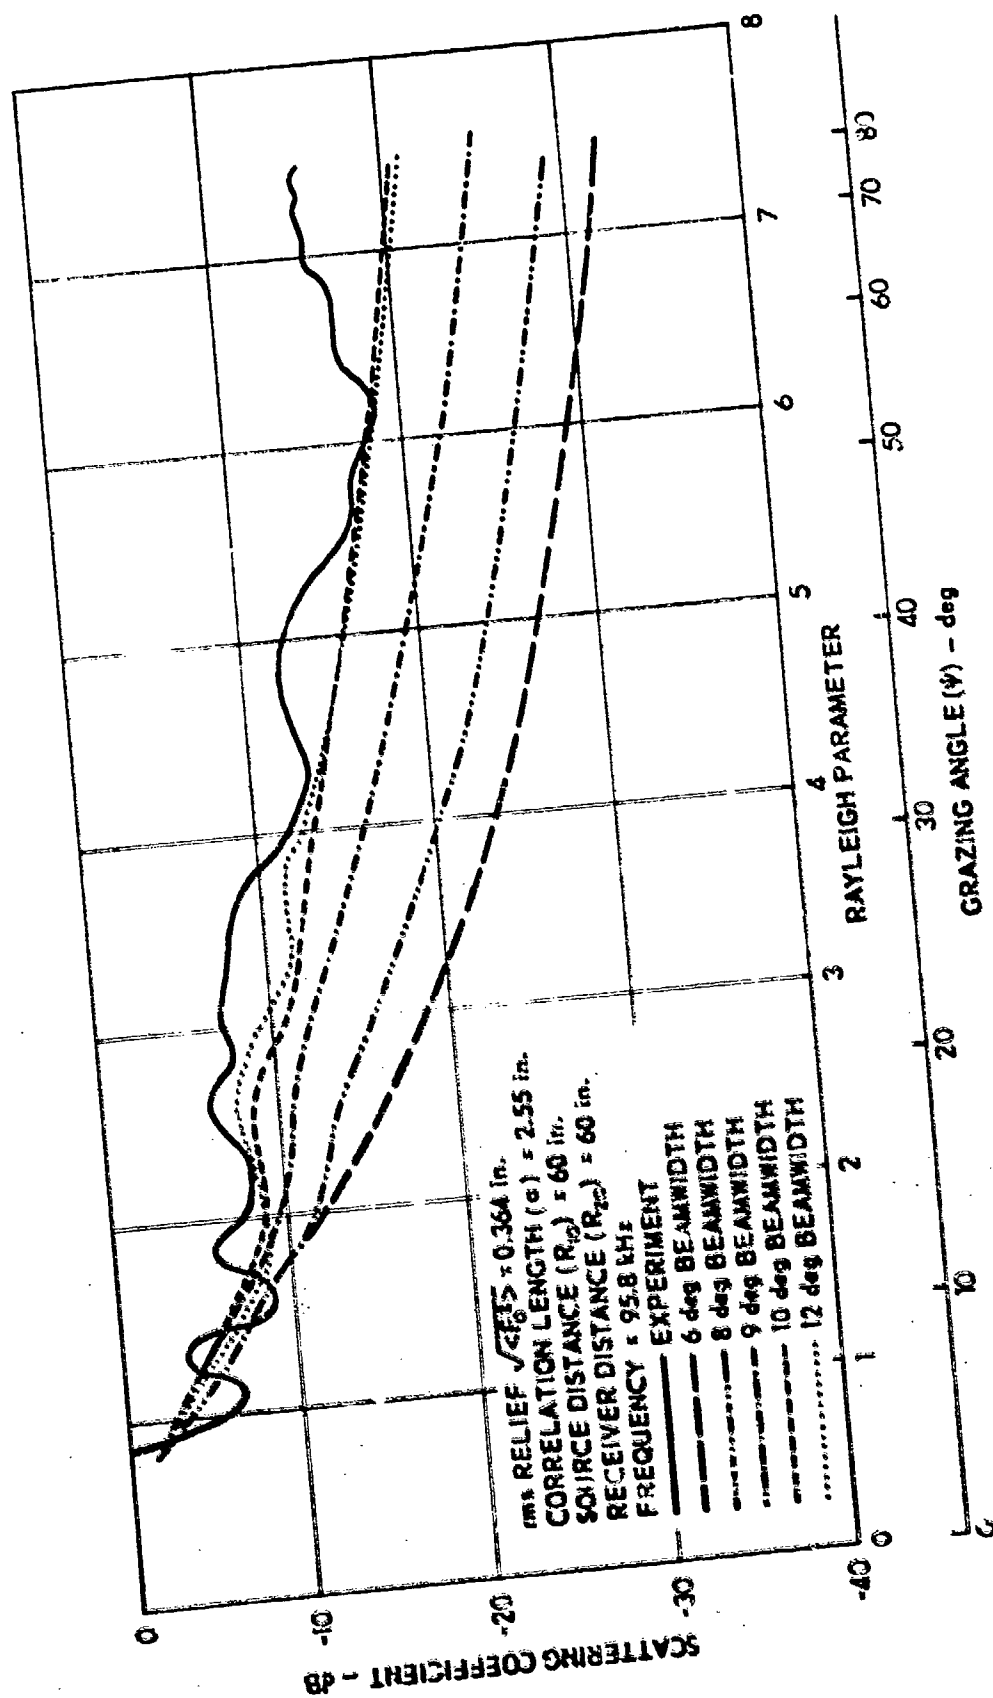 SCATTERING COEFFICIENT – dB
0
-10
-20
-30
-40
rms RELIEF √<F²> = 0.364 in.
CORRELATION LENGTH (a) = 2.55 in.
SOURCE DISTANCE (R₁₀) = 60 in.
RECEIVER DISTANCE (R₂₀) = 60 in.
FREQUENCY = 95.8 kHz
EXPERIMENT
6 deg BEAMWIDTH
8 deg BEAMWIDTH
9 deg BEAMWIDTH
10 deg BEAMWIDTH
12 deg BEAMWIDTH
0 1 2 3 4 5 6 7 8
RAYLEIGH PARAMETER
0 10 20 30 40 50 60 70 80
GRAZING ANGLE (ψ) – deg